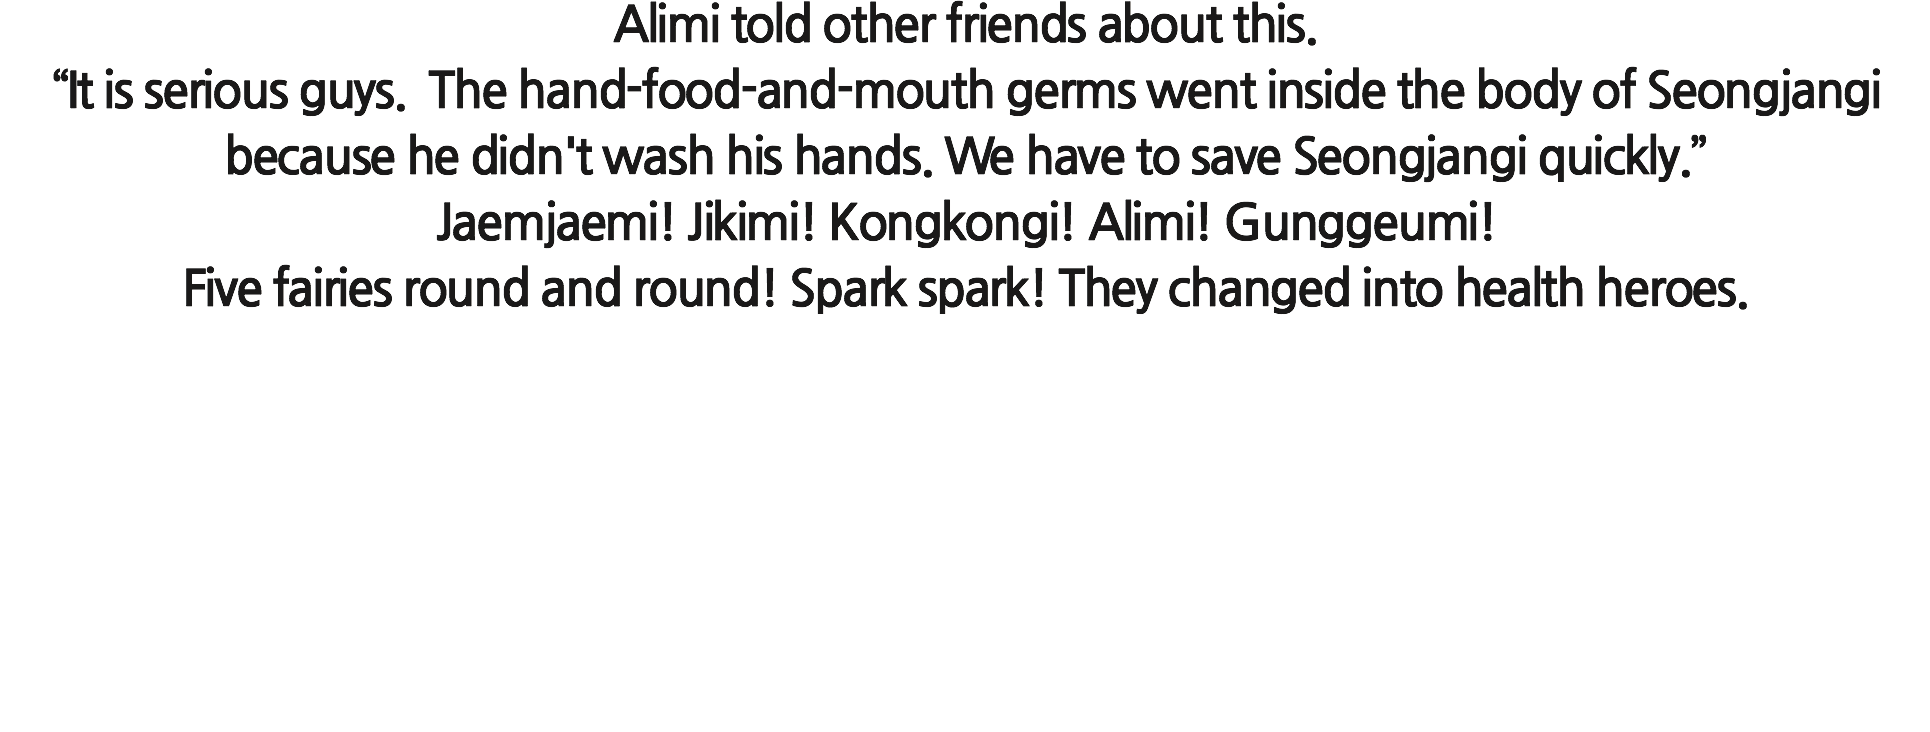 Alimi told other friends about this.
“It is serious guys.  The hand-food-and-mouth germs went inside the body of Seongjangi
because he didn't wash his hands. We have to save Seongjangi quickly.”
Jaemjaemi! Jikimi! Kongkongi! Alimi! Gunggeumi!
Five fairies round and round! Spark spark! They changed into health heroes.